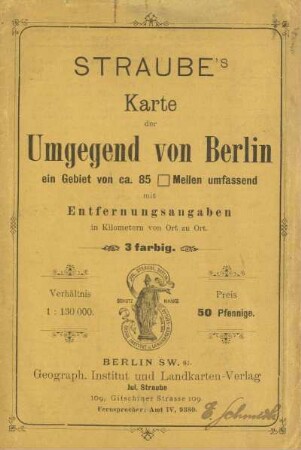 STRAUBE's
Karte
der
Umgegend von Berlin
ein Gebiet von ca. 85 □ Meilen umfassend
mit
Entfernungsangaben
in Kilometern von Ort zu Ort.
3 farbig.
Verhältnis
1 : 130 000.
Preis
50 Pfennige.
BERLIN SW. 61
Geograph. Institut und Landkarten-Verlag
Jul. Straube
109, Gitschiner Strasse 109
Fernsprecher: Amt IV, 9360.
E. Schmidt